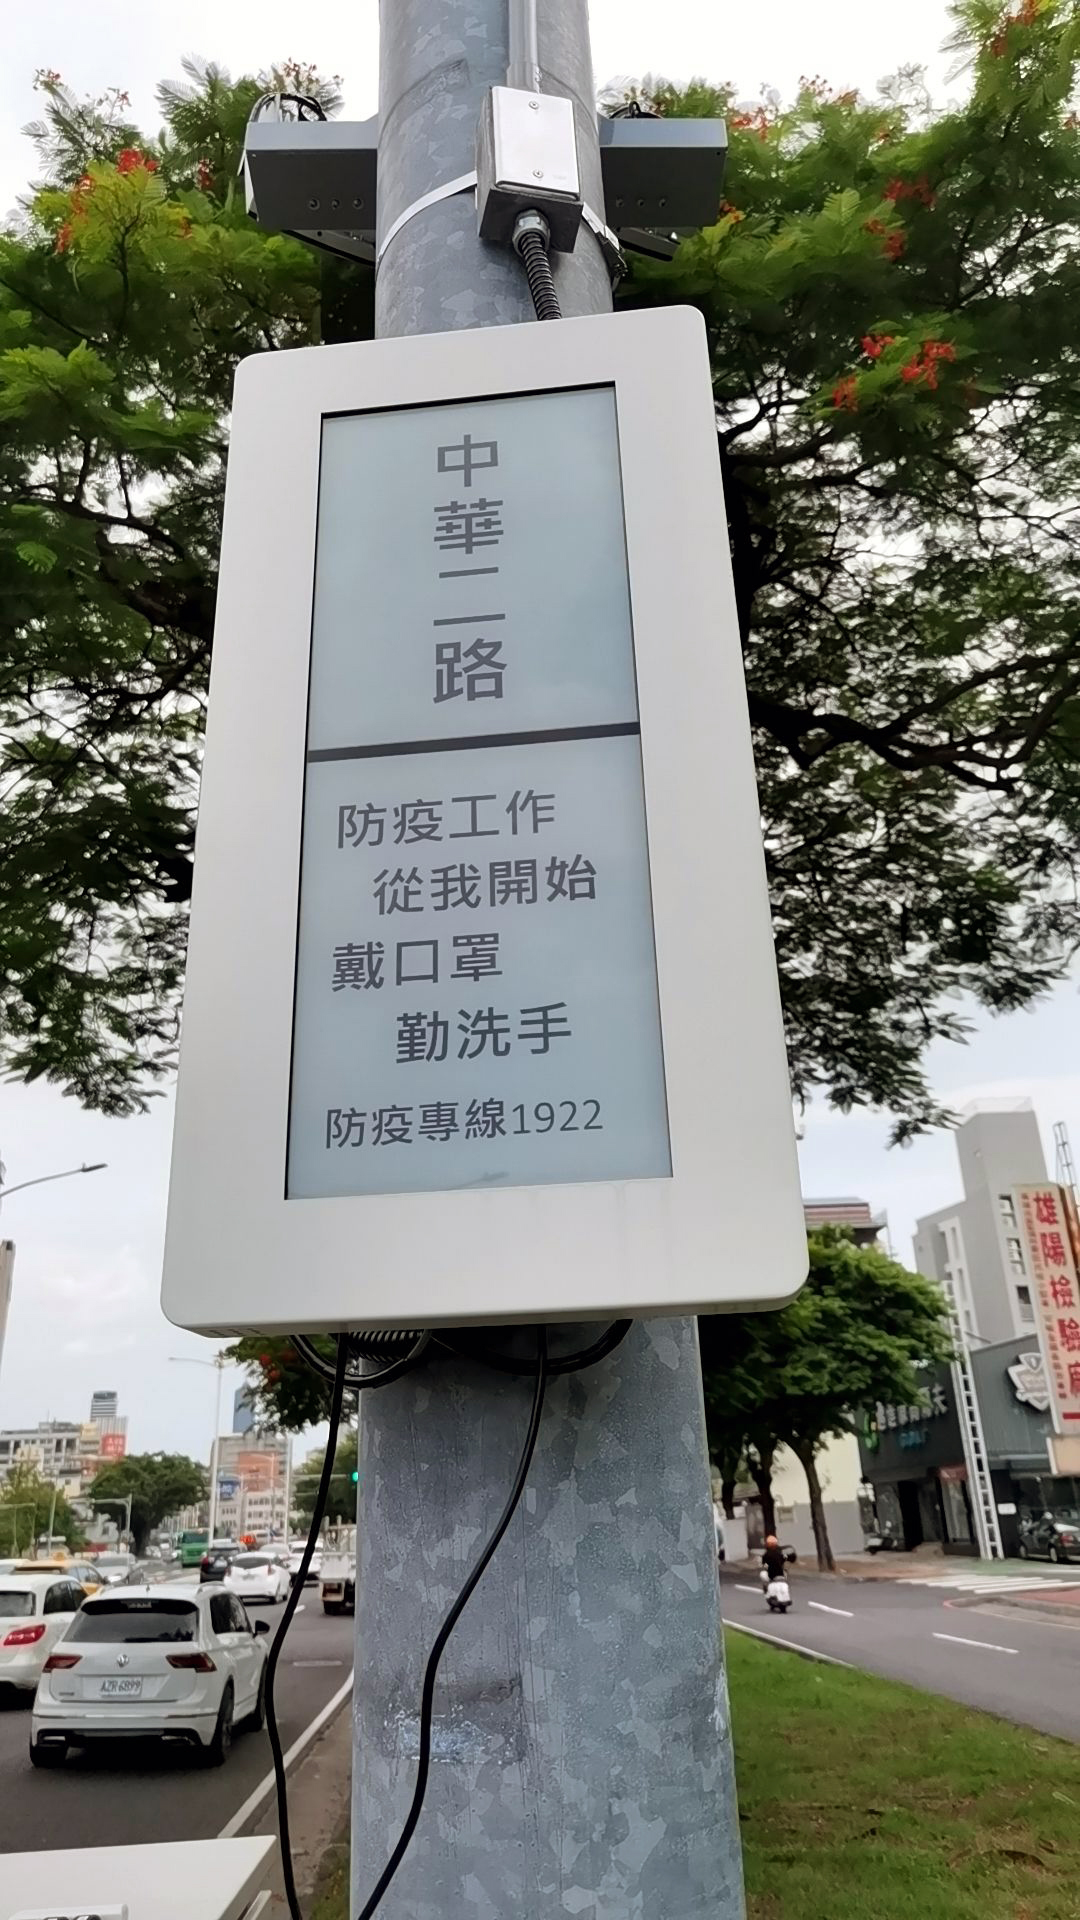 中華二路
防疫工作
從我開始
戴口罩
勤洗手
防疫專線1922
雄陽檢驗廠
AZR 6899